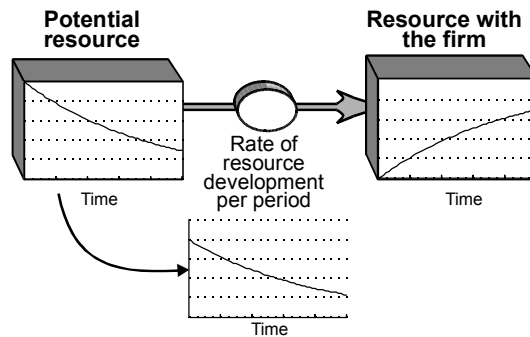 Potential
resource
Resource with
the firm
Rate of
resource
development
per period
Time
Time
Time